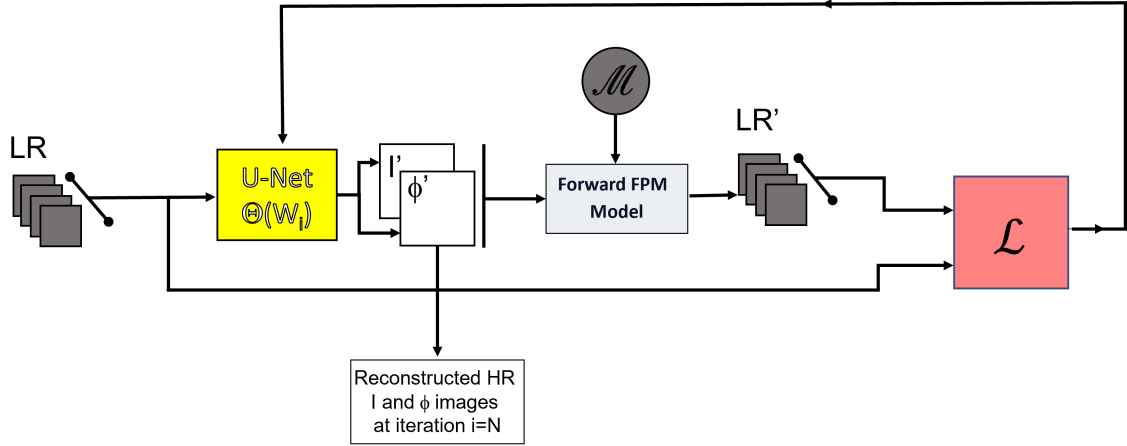 LR
U-Net
Θ(Wi)
I'
ϕ'
ℳ
Forward FPM
Model
LR’
ℒ
Reconstructed HR
I and ϕ images
at iteration i=N